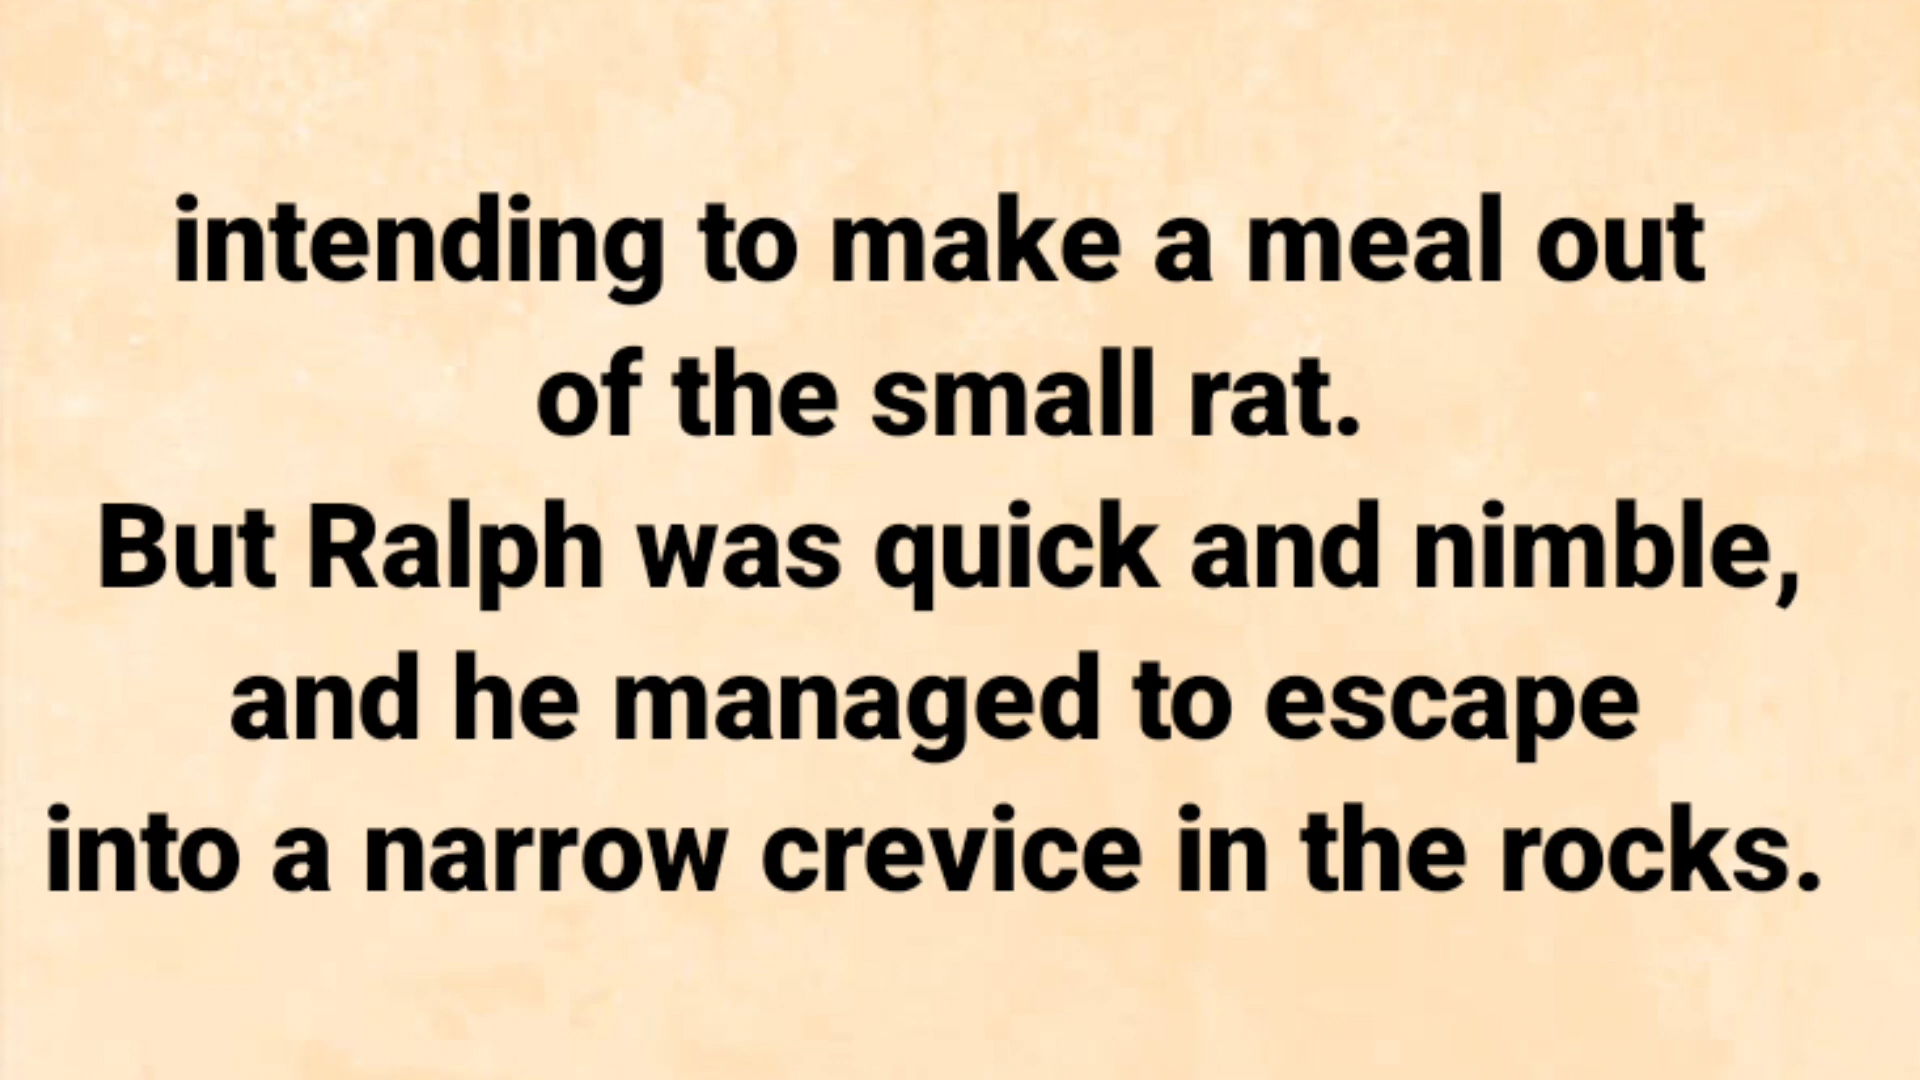 intending to make a meal out
of the small rat.
But Ralph was quick and nimble,
and he managed to escape
into a narrow crevice in the rocks.